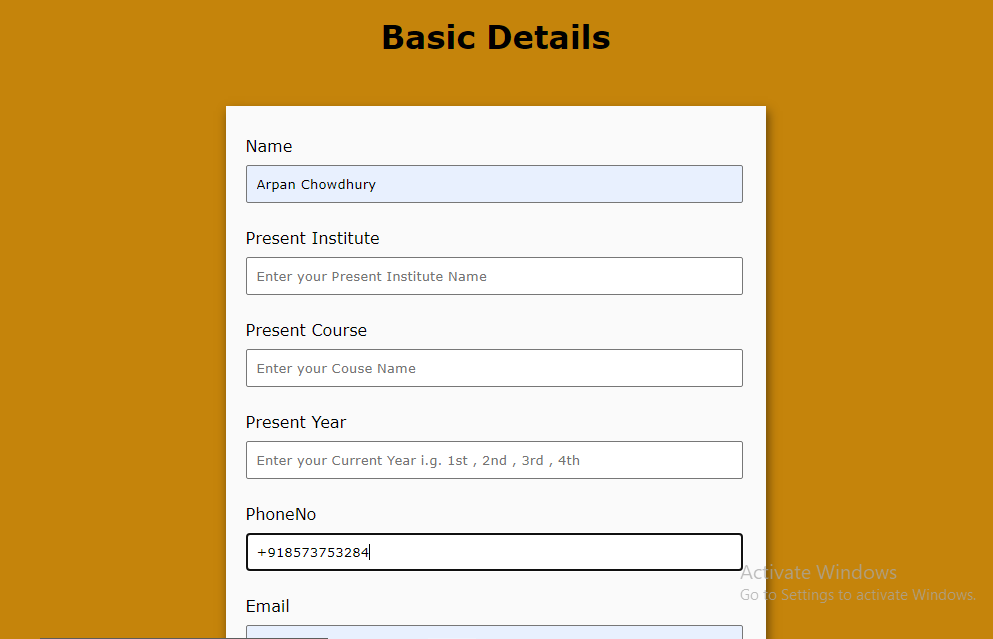 Basic Details
Name
Arpan Chowdhury
Present Institute
Enter your Present Institute Name
Present Course
Enter your Couse Name
Present Year
Enter your Current Year i.g. 1st , 2nd , 3rd , 4th
PhoneNo
+918573753284
Activate Windows
Go to Settings to activate Windows.
Email